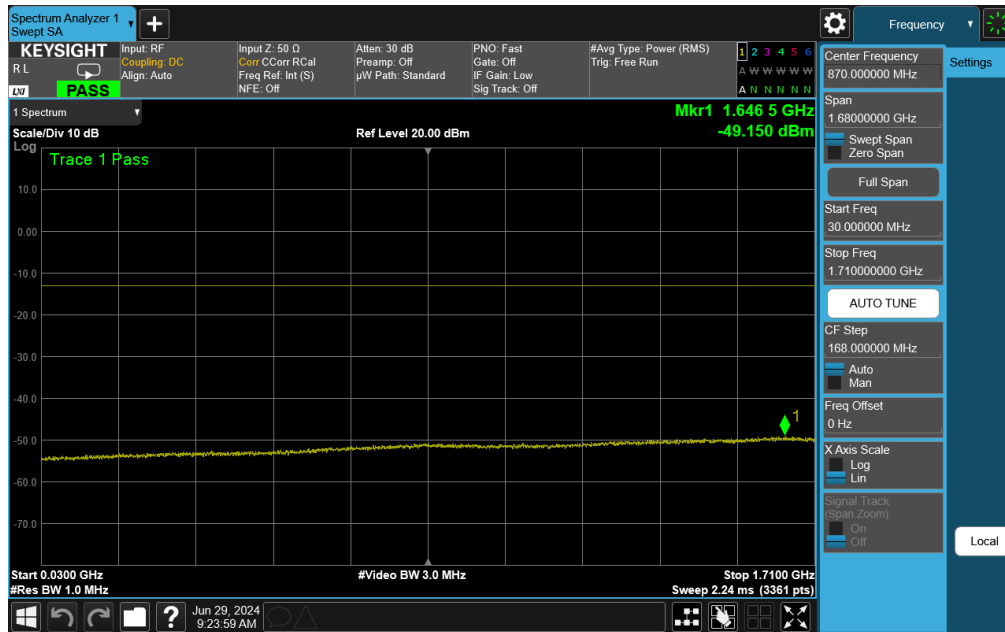 Spectrum Analyzer 1
Swept SA
+
Frequency
KEYSIGHT
R L
LXI
PASS
Input: RF
Coupling: DC
Align: Auto
Input Z: 50 Ω
Corr CCorr RCal
Freq Ref: Int (S)
NFE: Off
Atten: 30 dB
Preamp: Off
µW Path: Standard
PNO: Fast
Gate: Off
IF Gain: Low
Sig Track: Off
#Avg Type: Power (RMS)
Trig: Free Run
1 2 3 4 5 6
A W W W W W
A N N N N N
1 Spectrum
Mkr1 1.646 5 GHz
Scale/Div 10 dB
Ref Level 20.00 dBm
-49.150 dBm
Log
Trace 1 Pass
10.0
0.00
-10.0
-20.0
-30.0
-40.0
1
-50.0
-60.0
-70.0
Start 0.0300 GHz
#Video BW 3.0 MHz
Stop 1.7100 GHz
#Res BW 1.0 MHz
Sweep 2.24 ms (3361 pts)
?
Jun 29, 2024
9:23:59 AM
Center Frequency
870.000000 MHz
Settings
Span
1.68000000 GHz
Swept Span
Zero Span
Full Span
Start Freq
30.000000 MHz
Stop Freq
1.710000000 GHz
AUTO TUNE
CF Step
168.000000 MHz
Auto
Man
Freq Offset
0 Hz
X Axis Scale
Log
Lin
Signal Track
(Span Zoom)
On
Off
Local